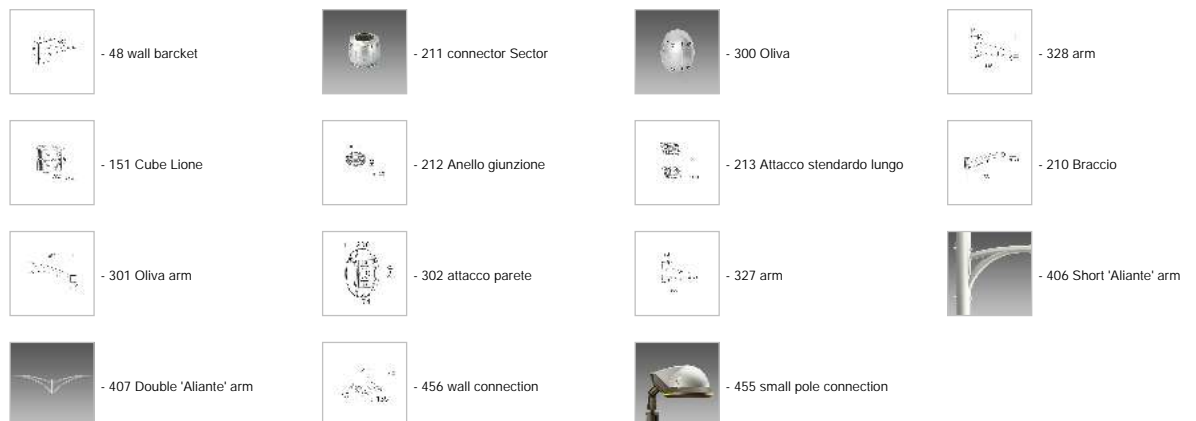 - 48 wall barcket
- 211 connector Sector
- 300 Oliva
- 328 arm
- 151 Cube Lione
- 212 Anello giunzione
- 213 Attacco stendardo lungo
- 210 Braccio
- 301 Oliva arm
- 302 attacco parete
- 327 arm
- 406 Short 'Aliante' arm
- 407 Double 'Aliante' arm
- 456 wall connection
- 455 small pole connection